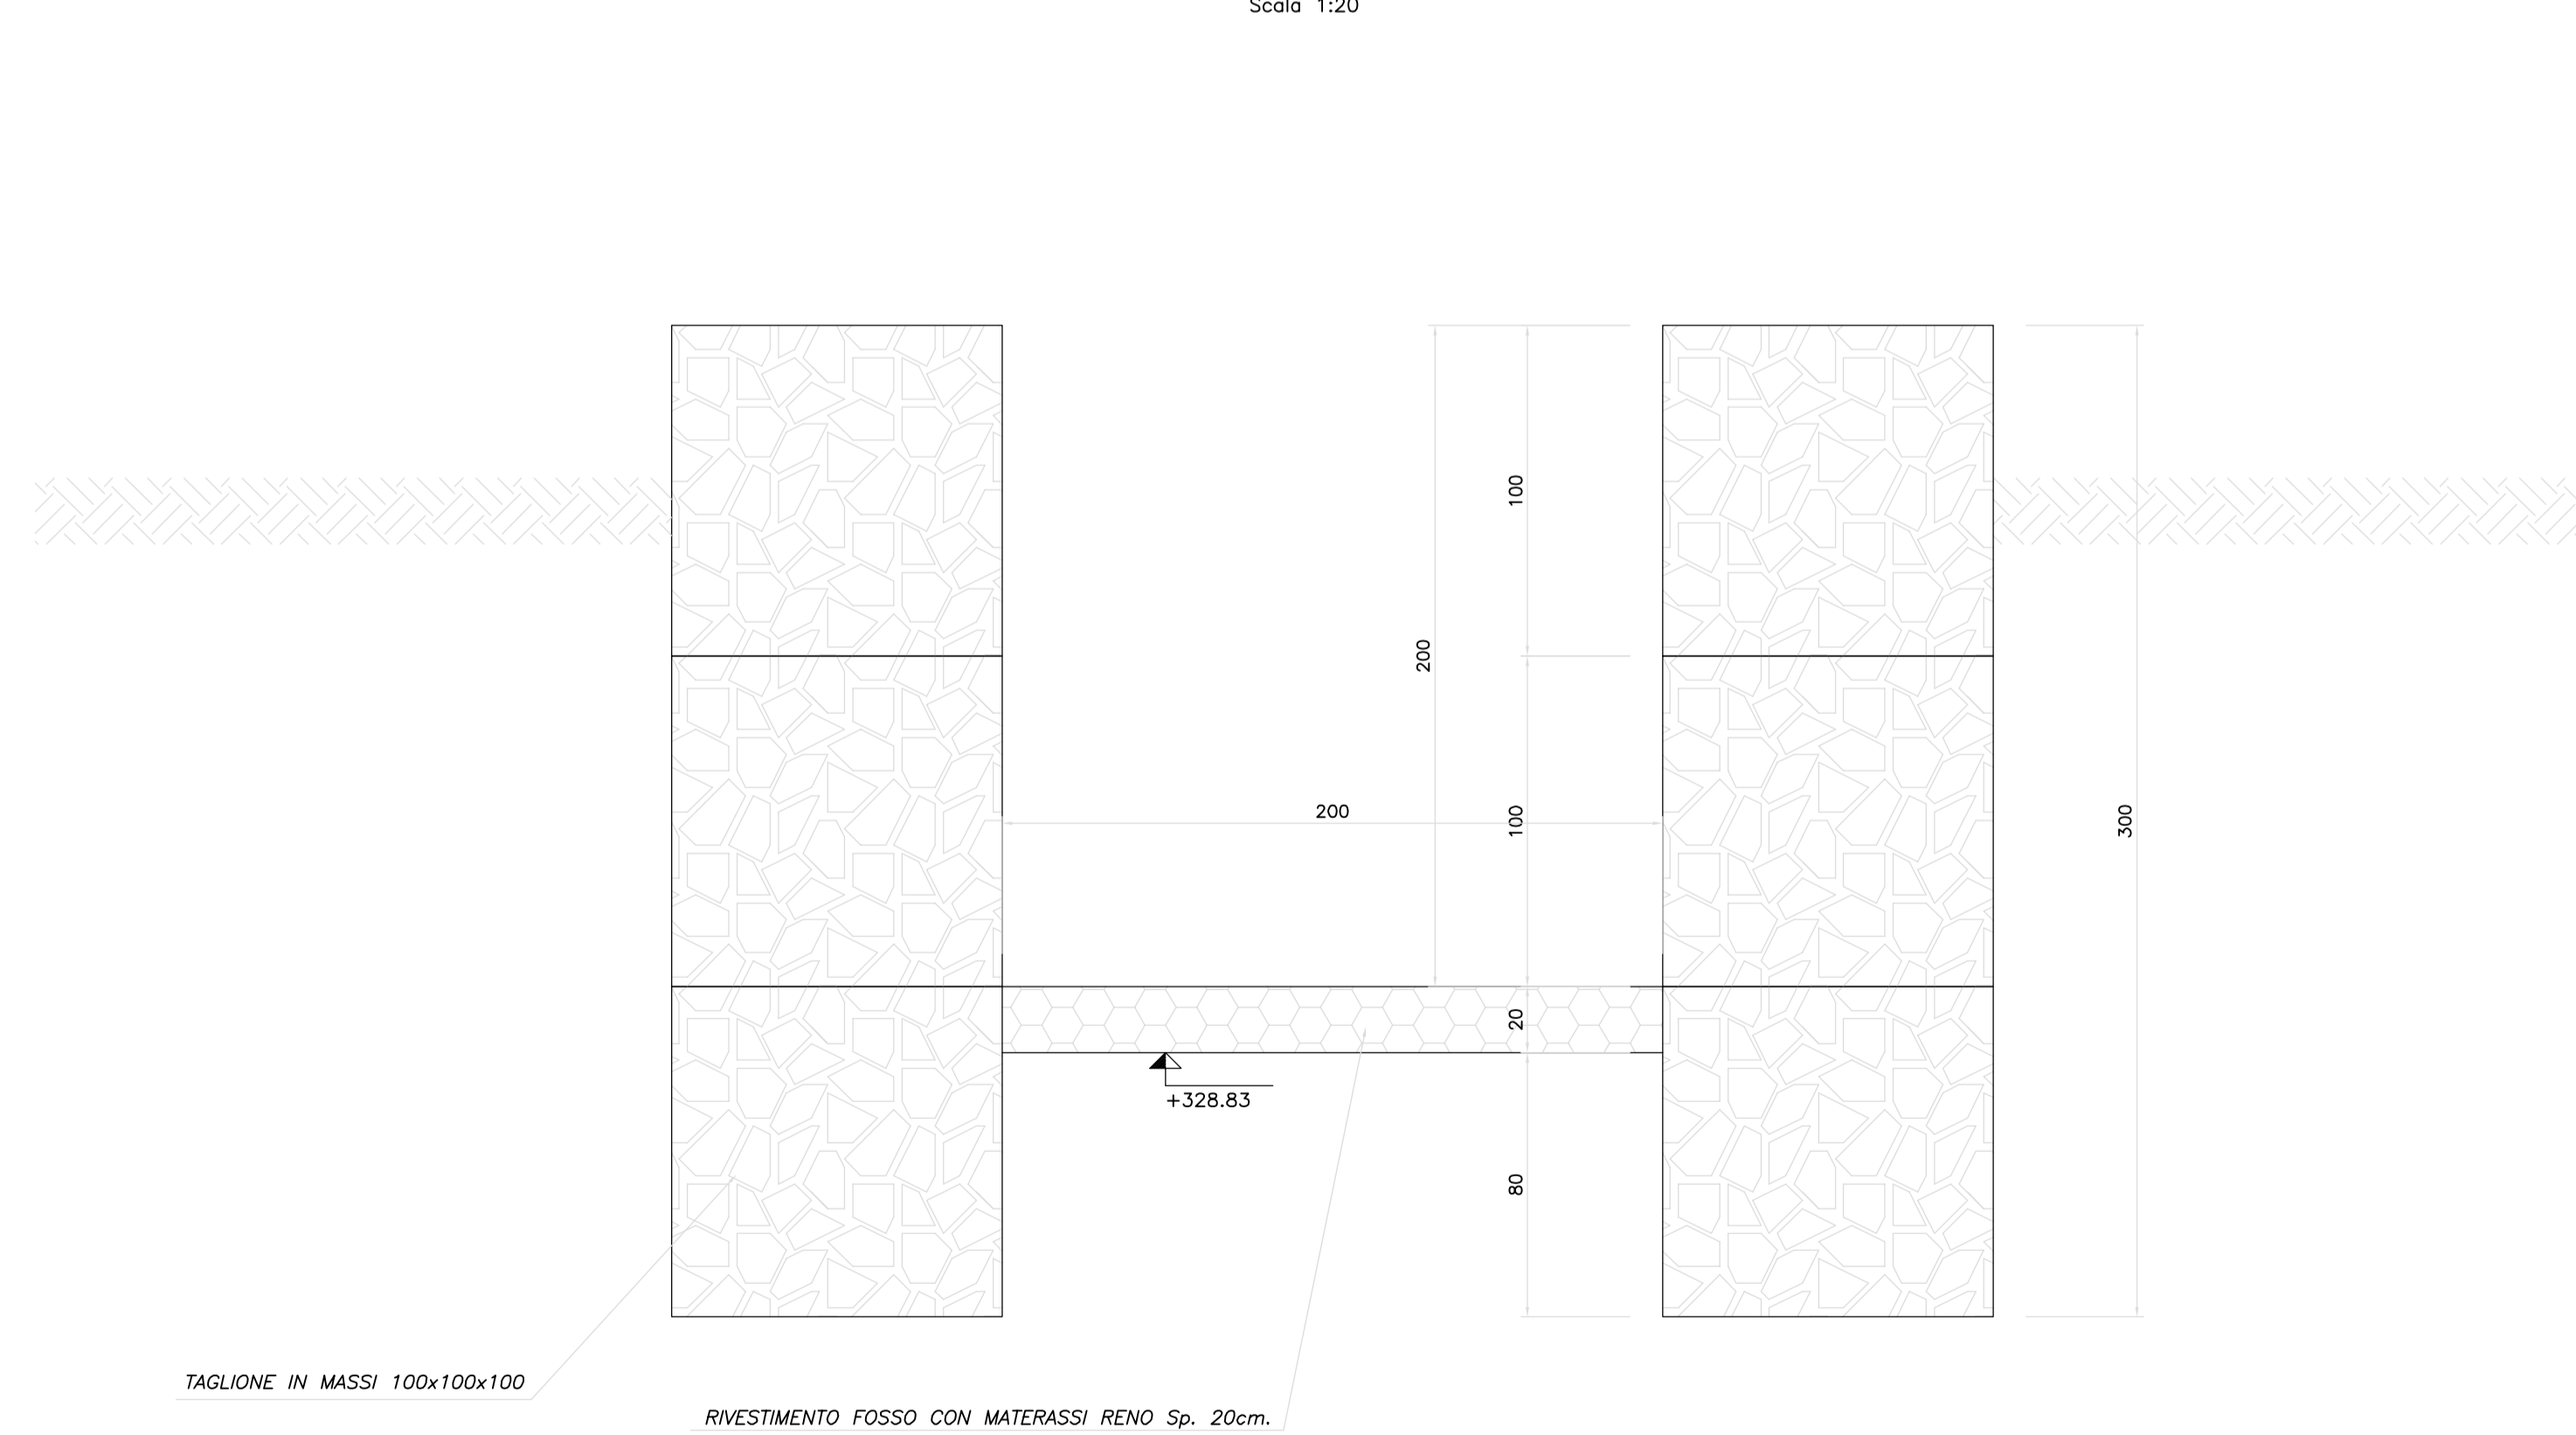 Scala 1:20
100
200
200
100
300
20
+328.83
80
TAGLIONE IN MASSI 100x100x100
RIVESTIMENTO FOSSO CON MATERASSI RENO Sp. 20cm.